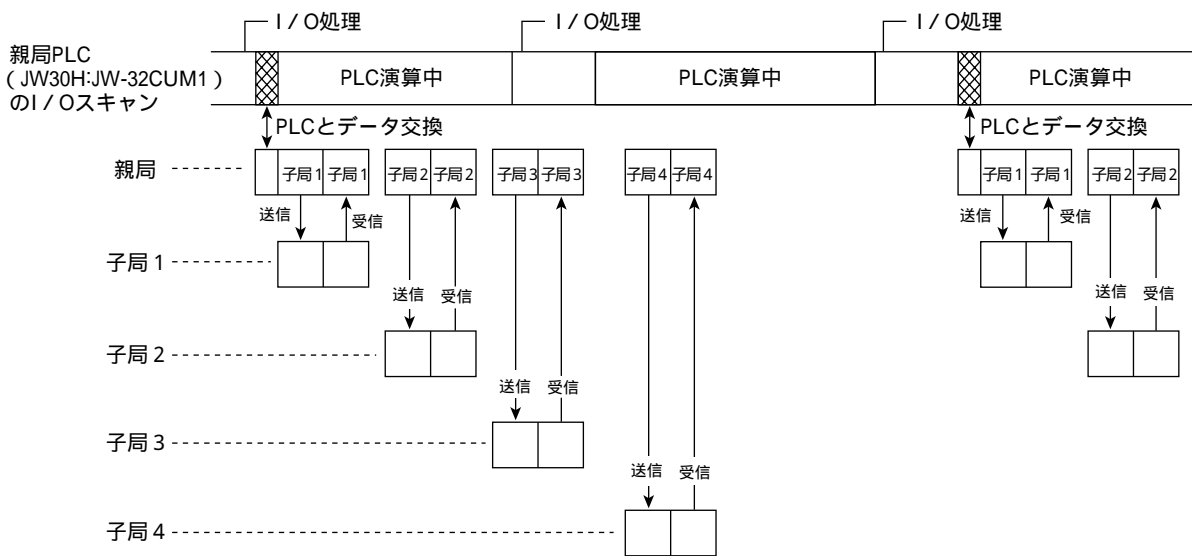 I／O処理
I／O処理
I／O処理
親局PLC
（JW30H:JW-32CUM1）
のI／Oスキャン
PLC演算中
PLC演算中
PLC演算中
PLCとデータ交換
PLCとデータ交換
親局
子局1 子局1
子局2 子局2
子局3 子局3
子局4 子局4
子局1 子局1
子局2 子局2
送信
受信
送信
受信
子局1
送信
受信
送信
受信
子局2
送信
受信
子局3
送信
受信
子局4